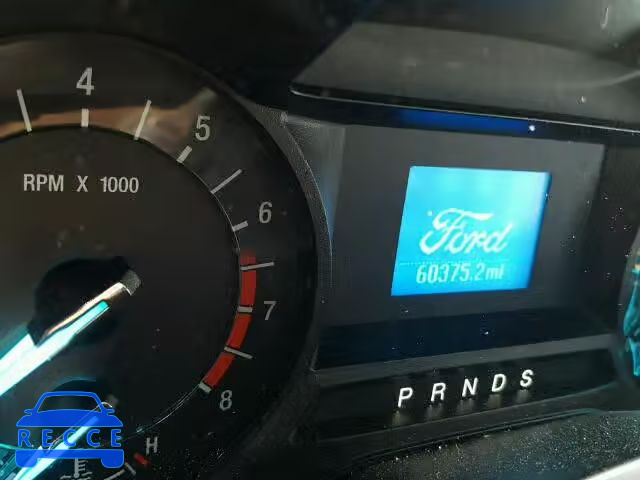 4
5
RPM X 1000
6
Ford
60375.2mi
7
8
P R N D S
H
RECCE